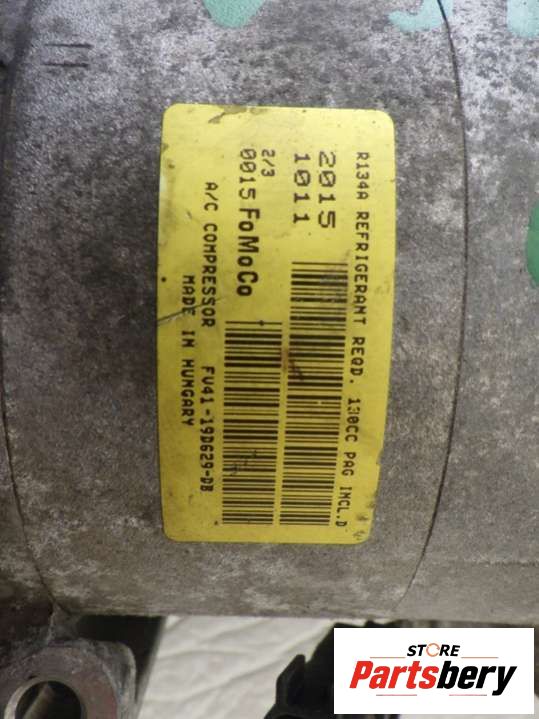 R134A REFRIGERANT REQD. 130CC PAG INCL.D
2015
1011
2/3
0015 FoMoCo
A/C COMPRESSOR FV41-19D629-DB
MADE IN HUNGARY
STORE
Partsbery